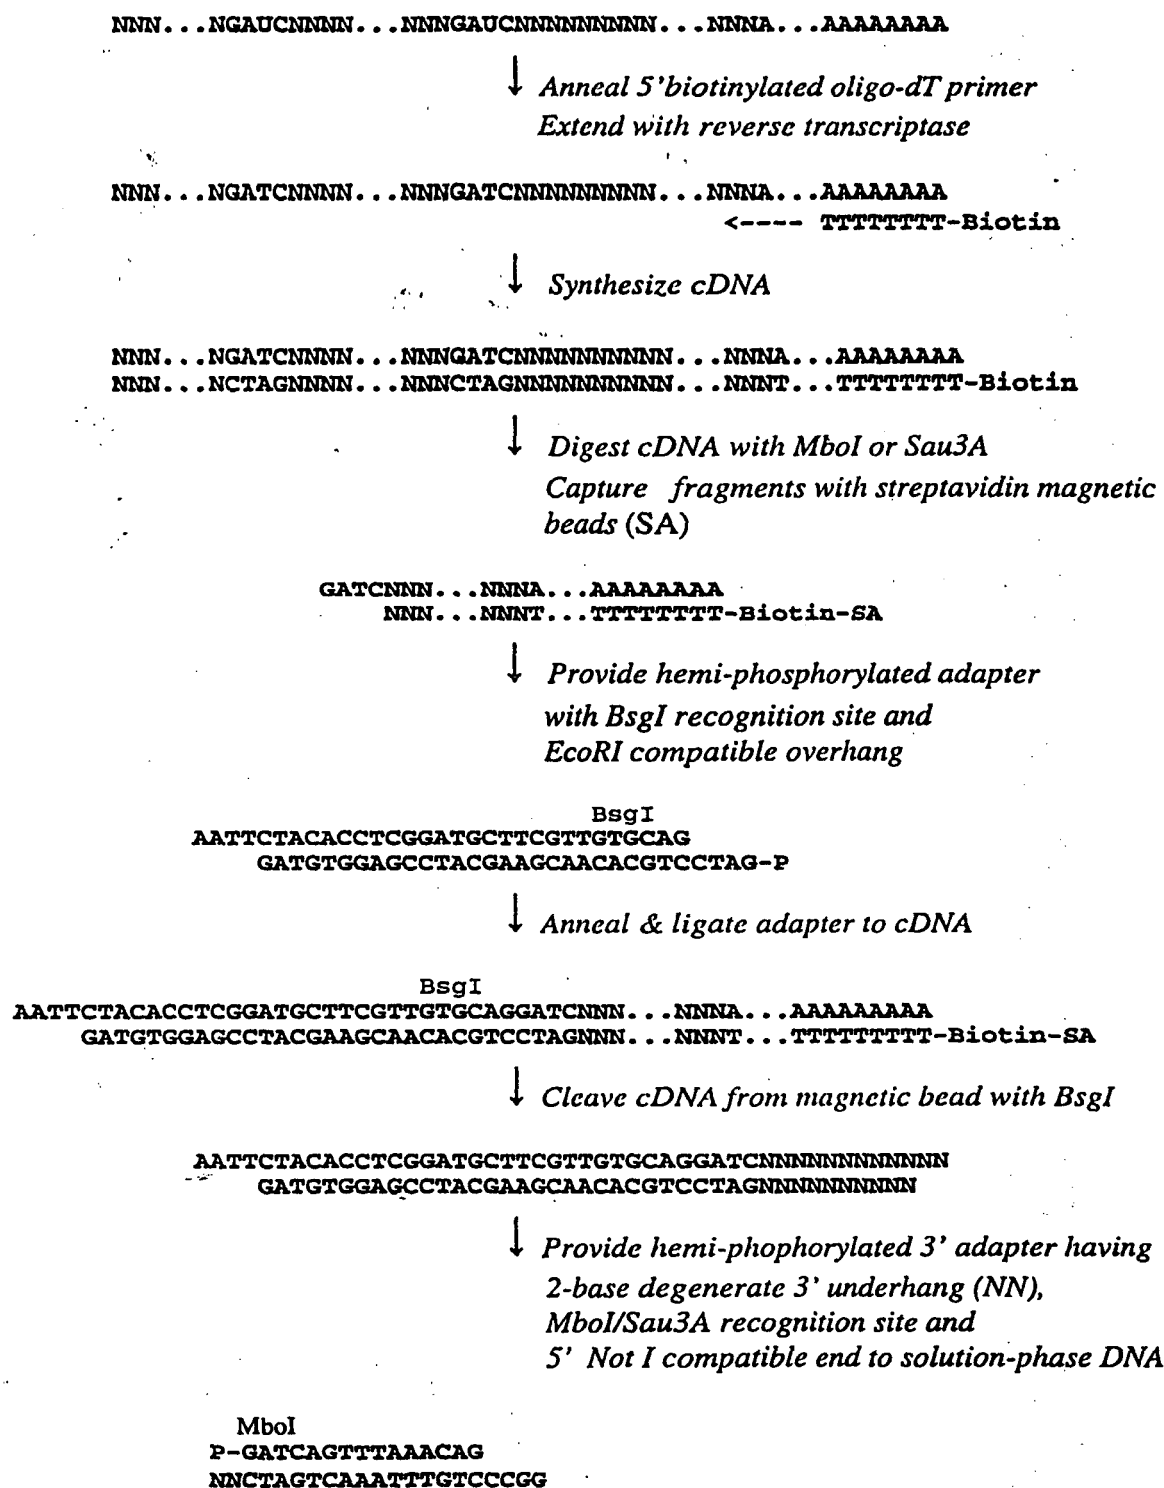 NNN...NGAUCNNNN...NNNGAUCNNNNNNNNN...NNNA...AAAAAAAA
↓ Anneal 5'biotinylated oligo-dT primer
Extend with reverse transcriptase
NNN...NGATCNNNN...NNNGATCNNNNNNNNN...NNNA...AAAAAAAA
<---- TTTTTTTT-Biotin
↓ Synthesize cDNA
NNN...NGATCNNNN...NNNGATCNNNNNNNNNN...NNNA...AAAAAAAA
NNN...NCTAGNNNN...NNNCTAGNNNNNNNNNN...NNNT...TTTTTTTT-Biotin
↓ Digest cDNA with MboI or Sau3A
Capture fragments with streptavidin magnetic
beads (SA)
GATCNNN...NNNA...AAAAAAAA
NNN...NNNT...TTTTTTTT-Biotin-SA
↓ Provide hemi-phosphorylated adapter
with BsgI recognition site and
EcoRI compatible overhang
BsgI
AATTCTACACCTCGGATGCTTCGTTGTGCAG
GATGTGGAGCCTACGAAGCAACACGTCCTAG-P
↓ Anneal & ligate adapter to cDNA
BsgI
AATTCTACACCTCGGATGCTTCGTTGTGCAGGATCNNN...NNNA...AAAAAAAAA
GATGTGGAGCCTACGAAGCAACACGTCCTAGNNN...NNNT...TTTTTTTTT-Biotin-SA
↓ Cleave cDNA from magnetic bead with BsgI
AATTCTACACCTCGGATGCTTCGTTGTGCAGGATCNNNNNNNNNNNN
GATGTGGAGCCTACGAAGCAACACGTCCTAGNNNNNNNNNN
↓ Provide hemi-phophorylated 3' adapter having
2-base degenerate 3' underhang (NN),
MboI/Sau3A recognition site and
5' Not I compatible end to solution-phase DNA
MboI
P-GATCAGTTTAAACAG
NNCTAGTCAAATTTGTCCCGG